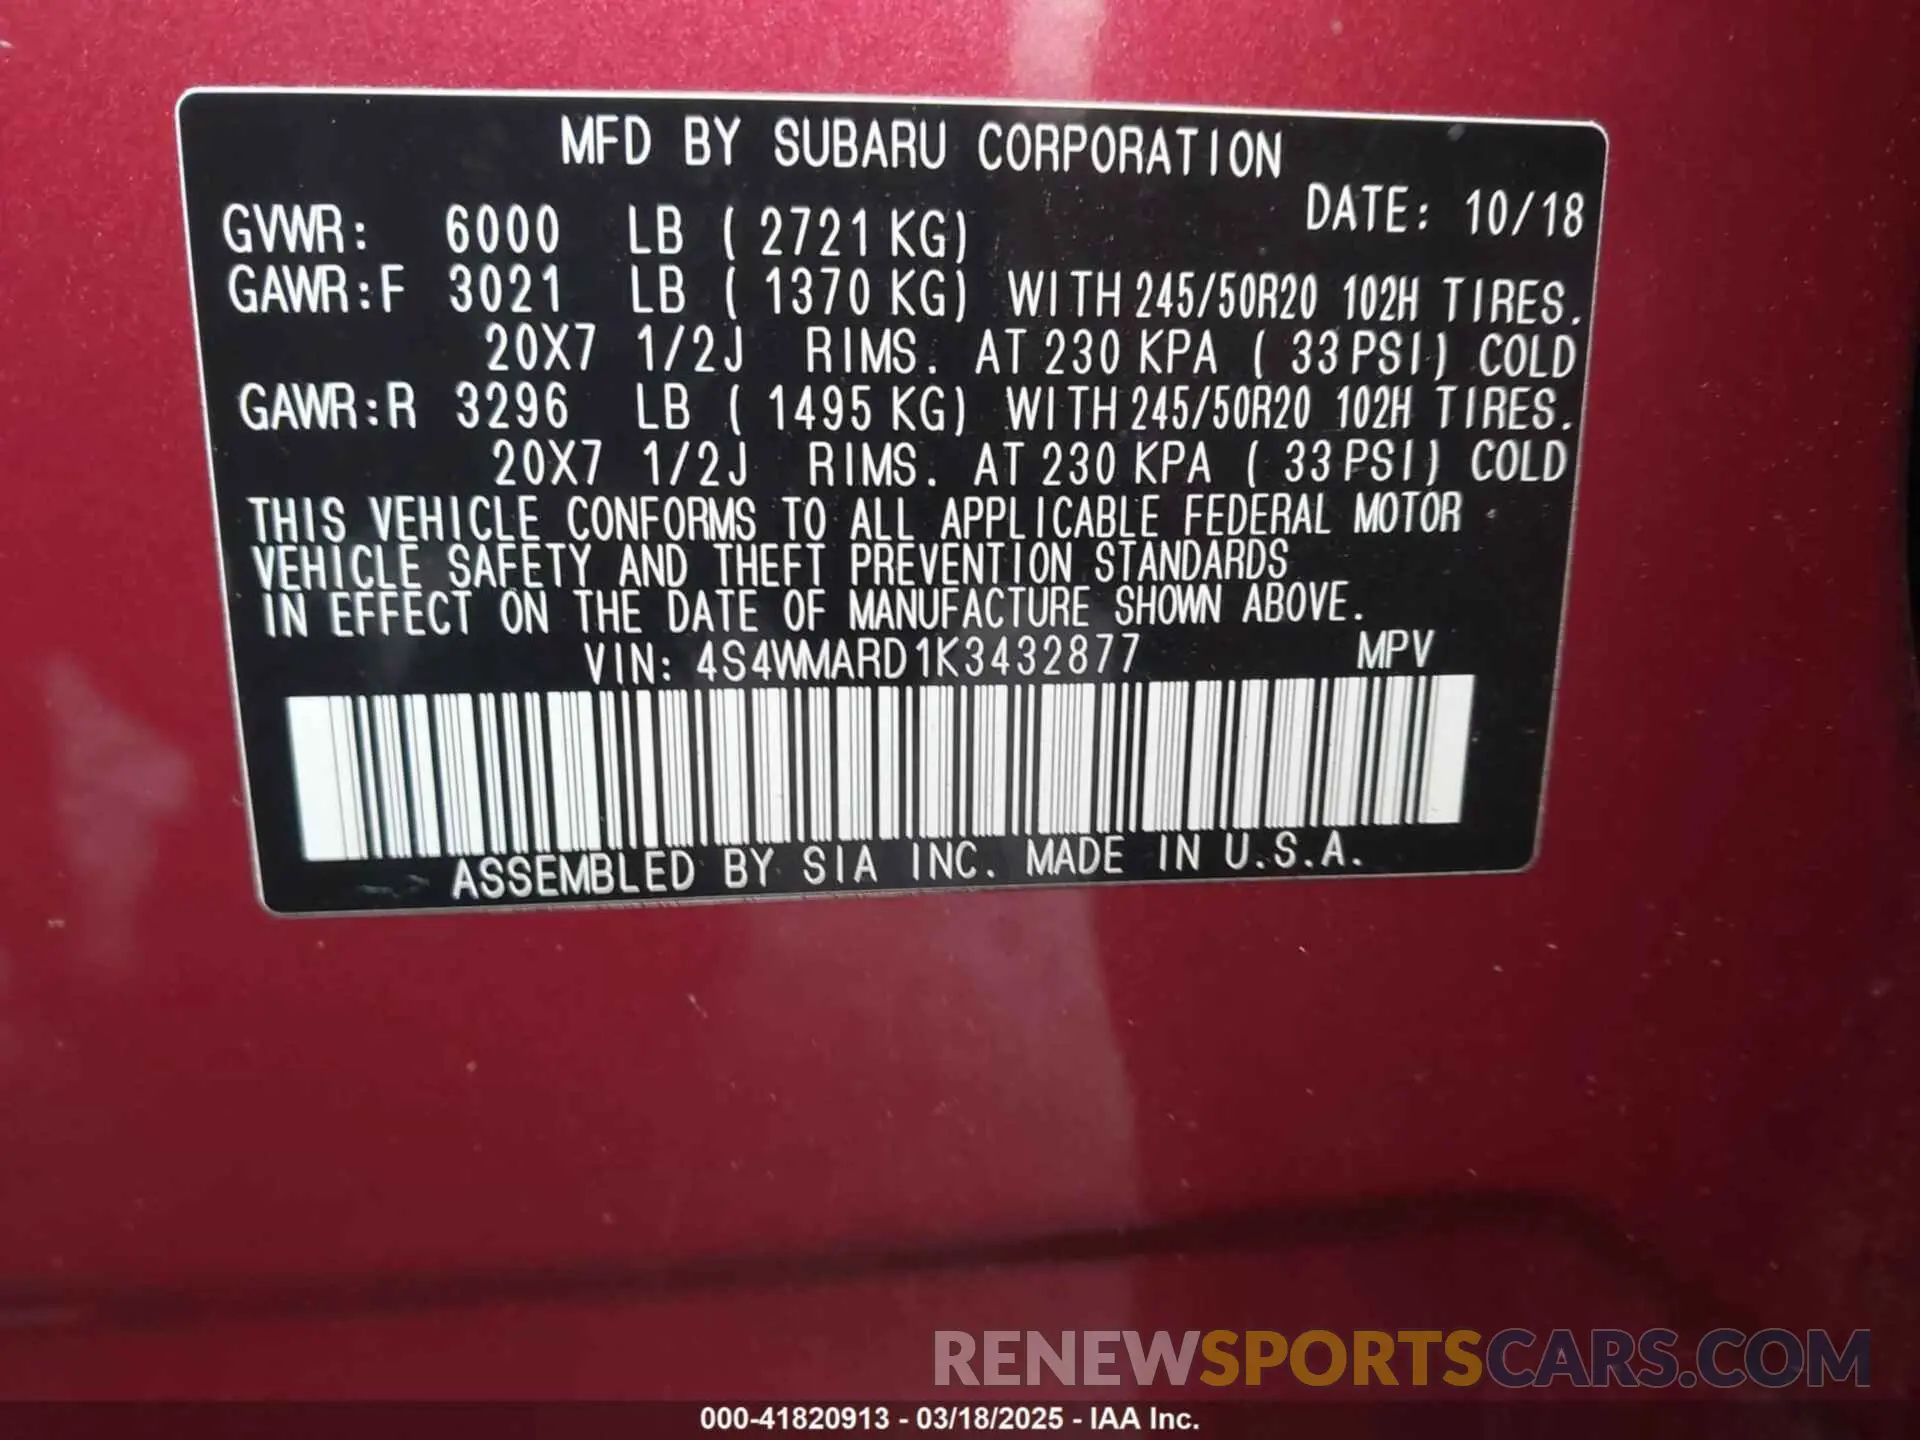 MFD BY SUBARU CORPORATION
DATE: 10/18
GVWR: 6000 LB ( 2721 KG)
GAWR:F 3021 LB ( 1370 KG) WITH 245/50R20 102H TIRES.
20X7 1/2J RIMS. AT 230 KPA ( 33 PSI) COLD
GAWR:R 3296 LB ( 1495 KG) WITH 245/50R20 102H TIRES.
20X7 1/2J RIMS. AT 230 KPA ( 33 PSI) COLD
THIS VEHICLE CONFORMS TO ALL APPLICABLE FEDERAL MOTOR
VEHICLE SAFETY AND THEFT PREVENTION STANDARDS
IN EFFECT ON THE DATE OF MANUFACTURE SHOWN ABOVE.
VIN: 4S4WMARD1K3432877 MPV
ASSEMBLED BY SIA INC. MADE IN U.S.A.
RENEWSPORTSCARS.COM
000-41820913 - 03/18/2025 - IAA Inc.